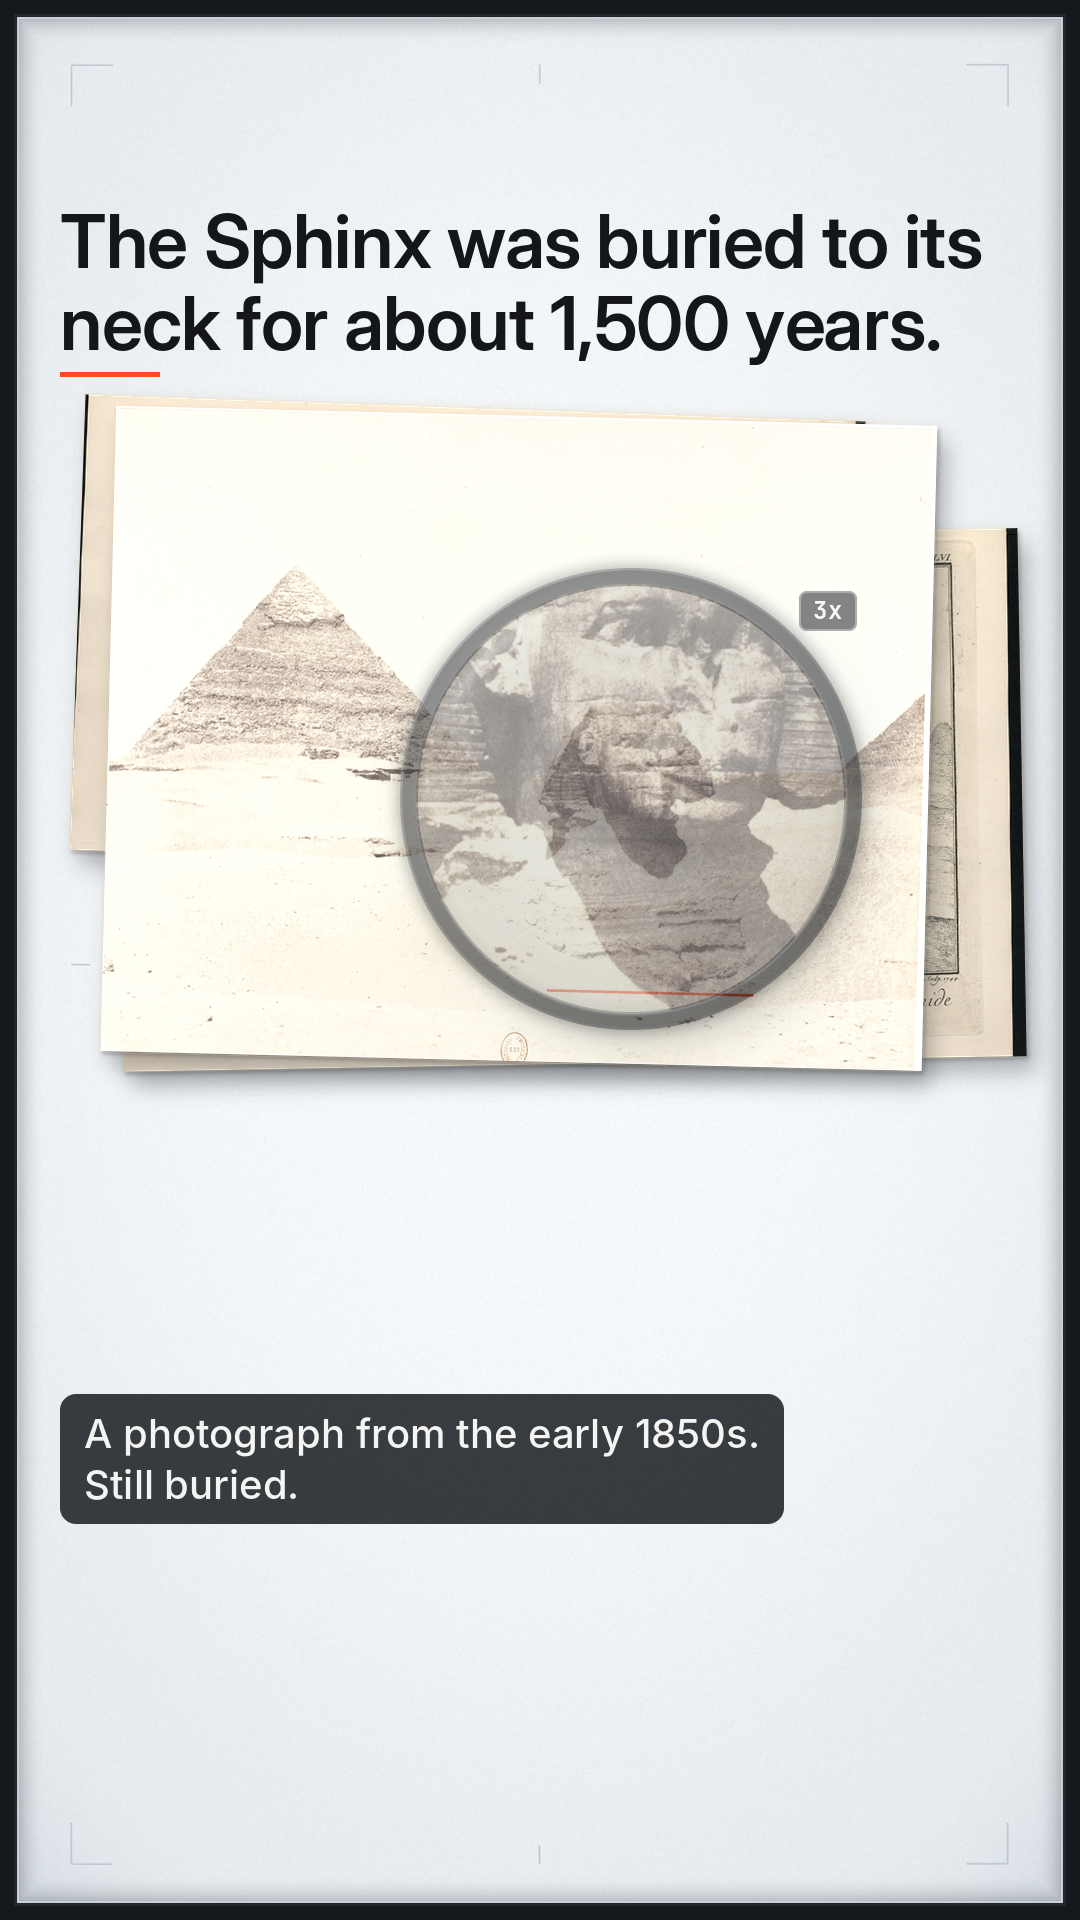 The Sphinx was buried to its
neck for about 1,500 years.
LVI
3x
A photograph from the early 1850s.
Still buried.